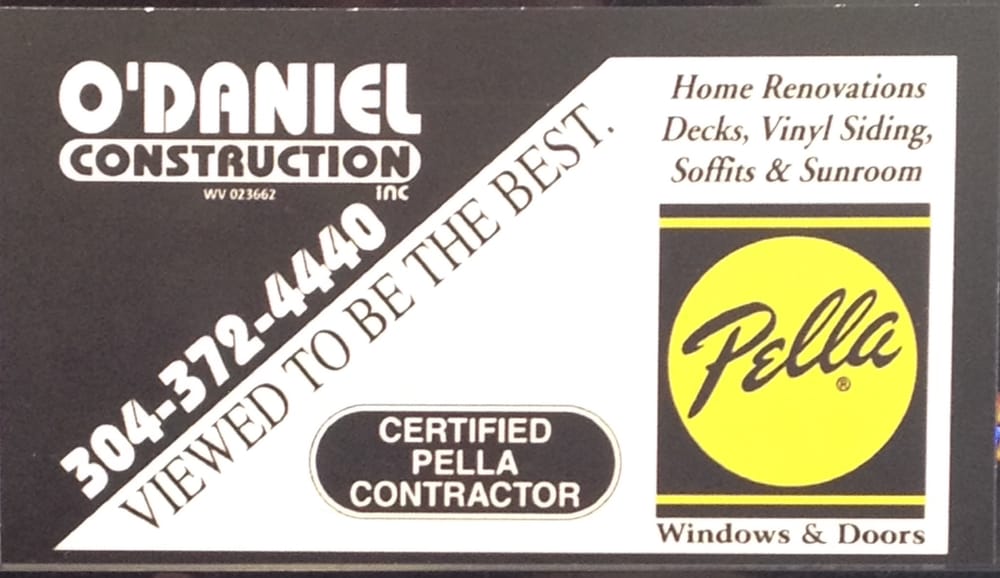 O'DANIEL
CONSTRUCTION
INC
WV 023662
304-372-4440
VIEWED TO BE THE BEST.
CERTIFIED
PELLA
CONTRACTOR
Home Renovations
Decks, Vinyl Siding,
Soffits & Sunroom
Pella
®
Windows & Doors